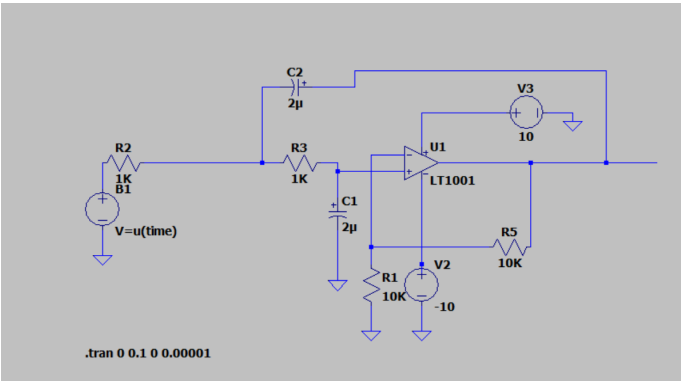 C2
2µ
V3
10
R2
1K
R3
1K
U1
LT1001
B1
V=u(time)
C1
2µ
R5
10K
R1
10K
V2
-10
.tran 0 0.1 0 0.00001